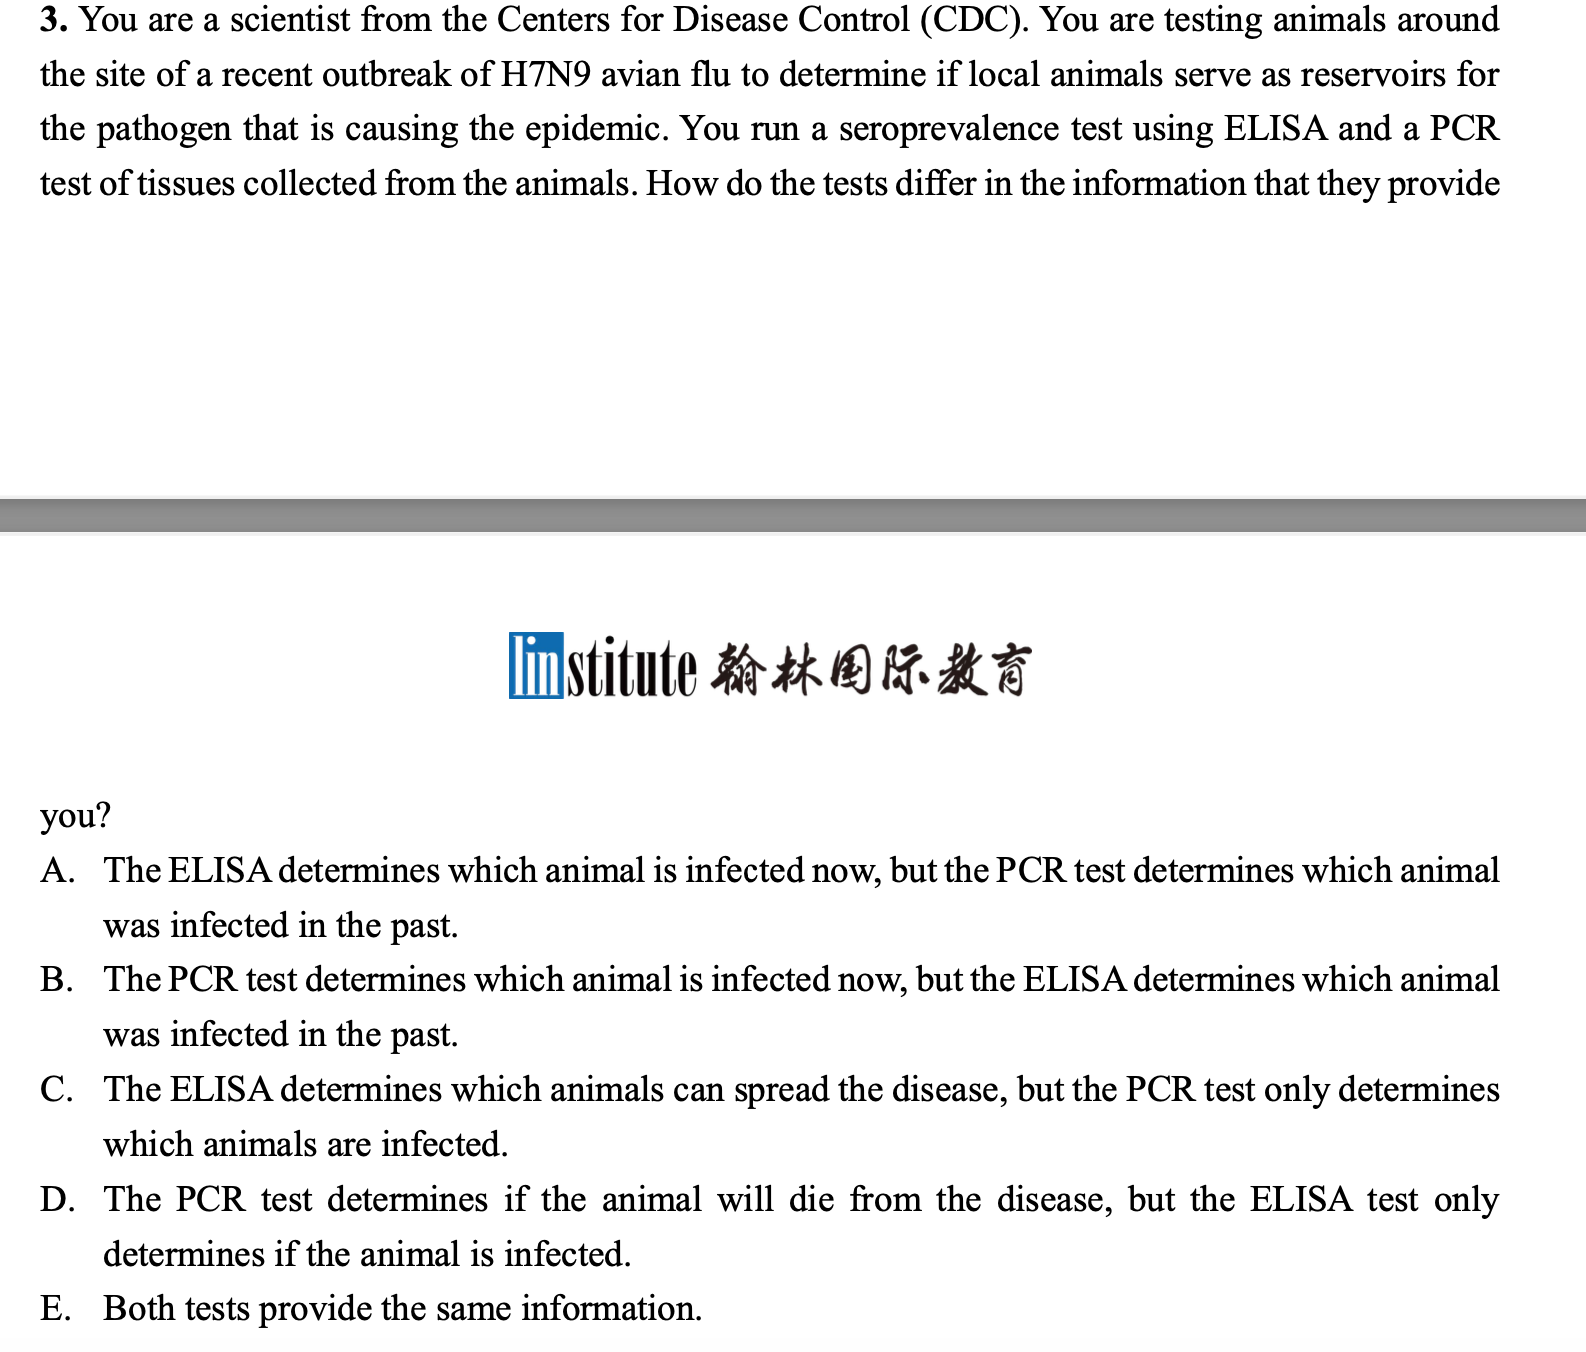 3. You are a scientist from the Centers for Disease Control (CDC). You are testing animals around
the site of a recent outbreak of H7N9 avian flu to determine if local animals serve as reservoirs for
the pathogen that is causing the epidemic. You run a seroprevalence test using ELISA and a PCR
test of tissues collected from the animals. How do the tests differ in the information that they provide
linstitute 翰林国际教育
you?
A. The ELISA determines which animal is infected now, but the PCR test determines which animal
was infected in the past.
B. The PCR test determines which animal is infected now, but the ELISA determines which animal
was infected in the past.
C. The ELISA determines which animals can spread the disease, but the PCR test only determines
which animals are infected.
D. The PCR test determines if the animal will die from the disease, but the ELISA test only
determines if the animal is infected.
E. Both tests provide the same information.